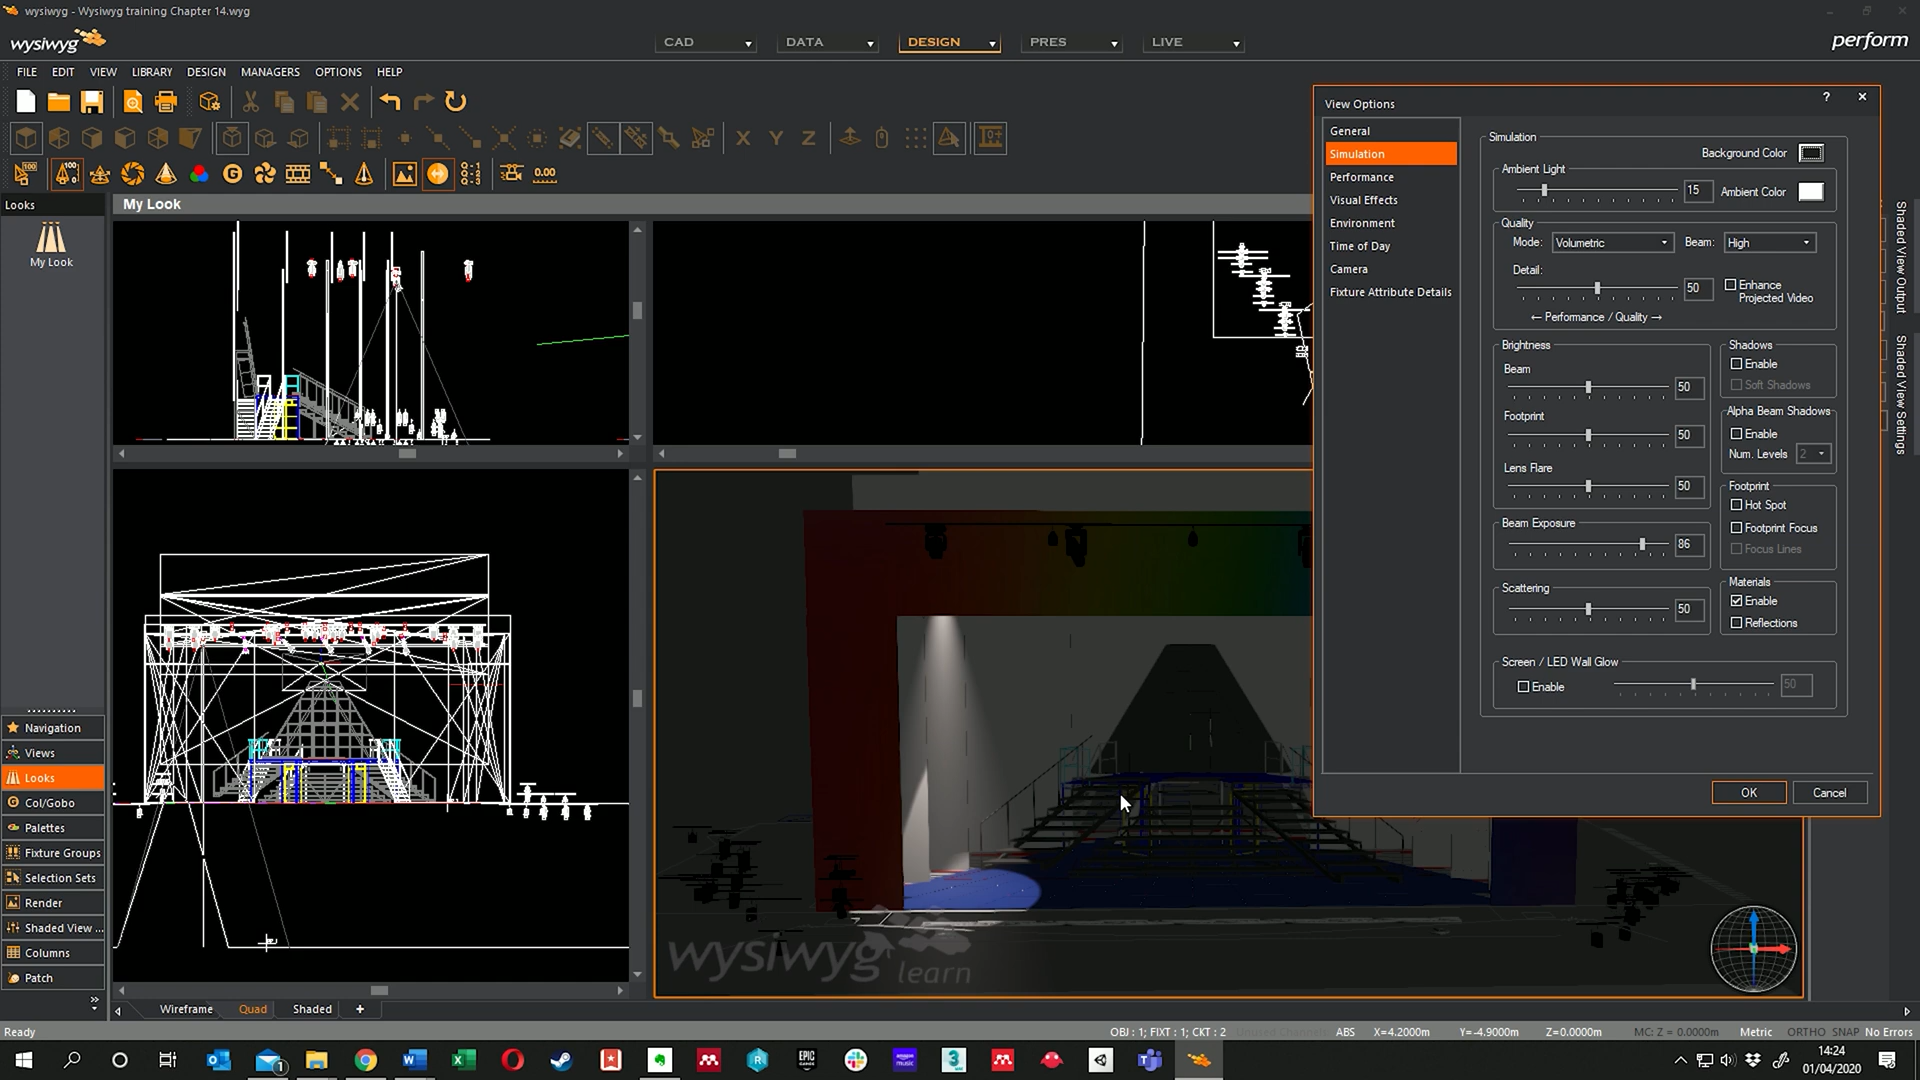 wysiwyg - Wysiwyg training Chapter 14.wyg
wysiwyg
CAD
DATA
DESIGN
PRES
LIVE
perform
FILE EDIT VIEW LIBRARY DESIGN MANAGERS OPTIONS HELP
X Y Z
G
0.00
Looks
My Look
My Look
Navigation
Views
Looks
Col/Gobo
Palettes
Fixture Groups
Selection Sets
Render
Shaded View ...
Columns
Patch
wysiwyg
learn
Wireframe
Quad
Shaded
+
View Options
?
General
Simulation
Performance
Visual Effects
Environment
Time of Day
Camera
Fixture Attribute Details
Simulation
Background Color
Ambient Light
15
Ambient Color
Quality
Mode: Volumetric
Beam: High
Detail:
50
Enhance
Projected Video
← Performance / Quality →
Brightness
Beam
50
Footprint
50
Lens Flare
50
Beam Exposure
86
Scattering
50
Shadows
Enable
Soft Shadows
Alpha Beam Shadows
Enable
Num. Levels 2
Footprint
Hot Spot
Footprint Focus
Focus Lines
Materials
Enable
Reflections
Screen / LED Wall Glow
Enable
50
OK
Cancel
Shaded View Output
Shaded View Settings
Ready
OBJ : 1; FIXT : 1; CKT : 2
ABS
X=4.2000m
Y=-4.9000m
Z=0.0000m
MC: Z = 0.0000m
Metric
ORTHO SNAP No Errors
14:24
01/04/2020